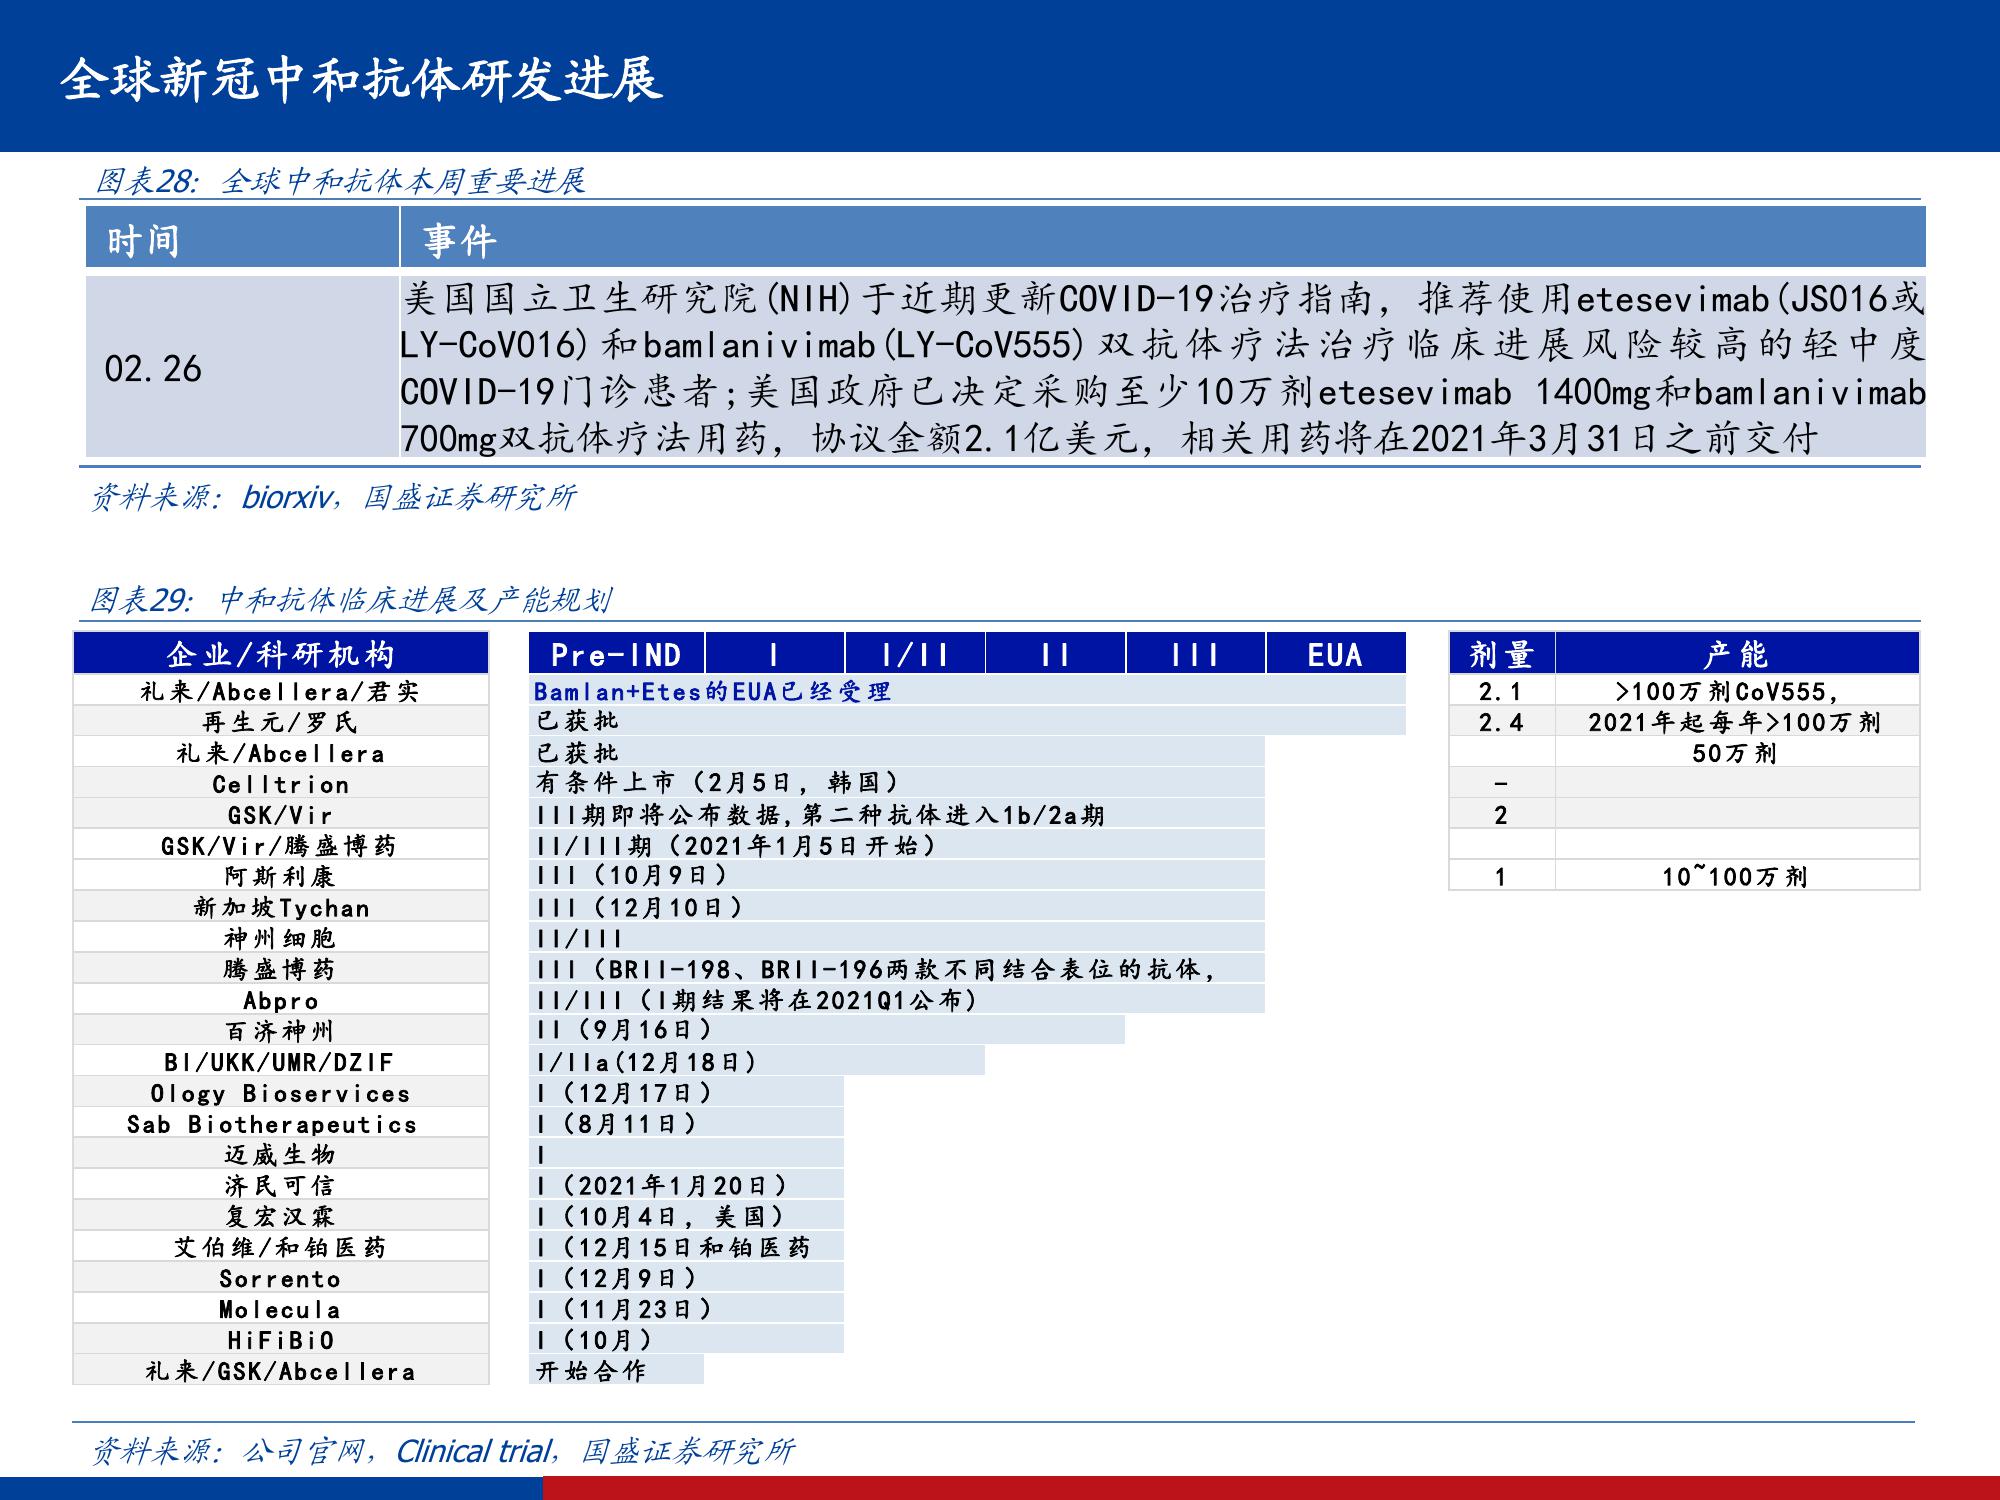 全球新冠中和抗体研发进展
图表28: 全球中和抗体本周重要进展
时间 事件
02.26
美国国立卫生研究院(NIH)于近期更新COVID-19治疗指南，推荐使用etesevimab(JS016或
LY-CoV016)和bamlanivimab(LY-CoV555)双抗体疗法治疗临床进展风险较高的轻中度
COVID-19门诊患者;美国政府已决定采购至少10万剂etesevimab 1400mg和bamlanivimab
700mg双抗体疗法用药，协议金额2.1亿美元，相关用药将在2021年3月31日之前交付
资料来源: biorxiv，国盛证券研究所
图表29: 中和抗体临床进展及产能规划
企业/科研机构 Pre-IND I I/II II III EUA 剂量 产能
礼来/Abcellera/君实 Bamlan+Etes的EUA已经受理 2.1 >100万剂CoV555,
再生元/罗氏 已获批 2.4 2021年起每年>100万剂
礼来/Abcellera 已获批 50万剂
Celltrion 有条件上市（2月5日，韩国） -
GSK/Vir III期即将公布数据,第二种抗体进入1b/2a期 2
GSK/Vir/腾盛博药 II/III期（2021年1月5日开始）
阿斯利康 III（10月9日） 1 10~100万剂
新加坡Tychan III（12月10日）
神州细胞 II/III
腾盛博药 III（BRII-198、BRII-196两款不同结合表位的抗体，
Abpro II/III（I期结果将在2021Q1公布）
百济神州 II（9月16日）
BI/UKK/UMR/DZIF I/IIa(12月18日）
Ology Bioservices I（12月17日）
Sab Biotherapeutics I（8月11日）
迈威生物 I
济民可信 I（2021年1月20日）
复宏汉霖 I（10月4日，美国）
艾伯维/和铂医药 I（12月15日和铂医药
Sorrento I（12月9日）
Molecula I（11月23日）
HiFiBiO I（10月）
礼来/GSK/Abcellera 开始合作
资料来源: 公司官网，Clinical trial，国盛证券研究所